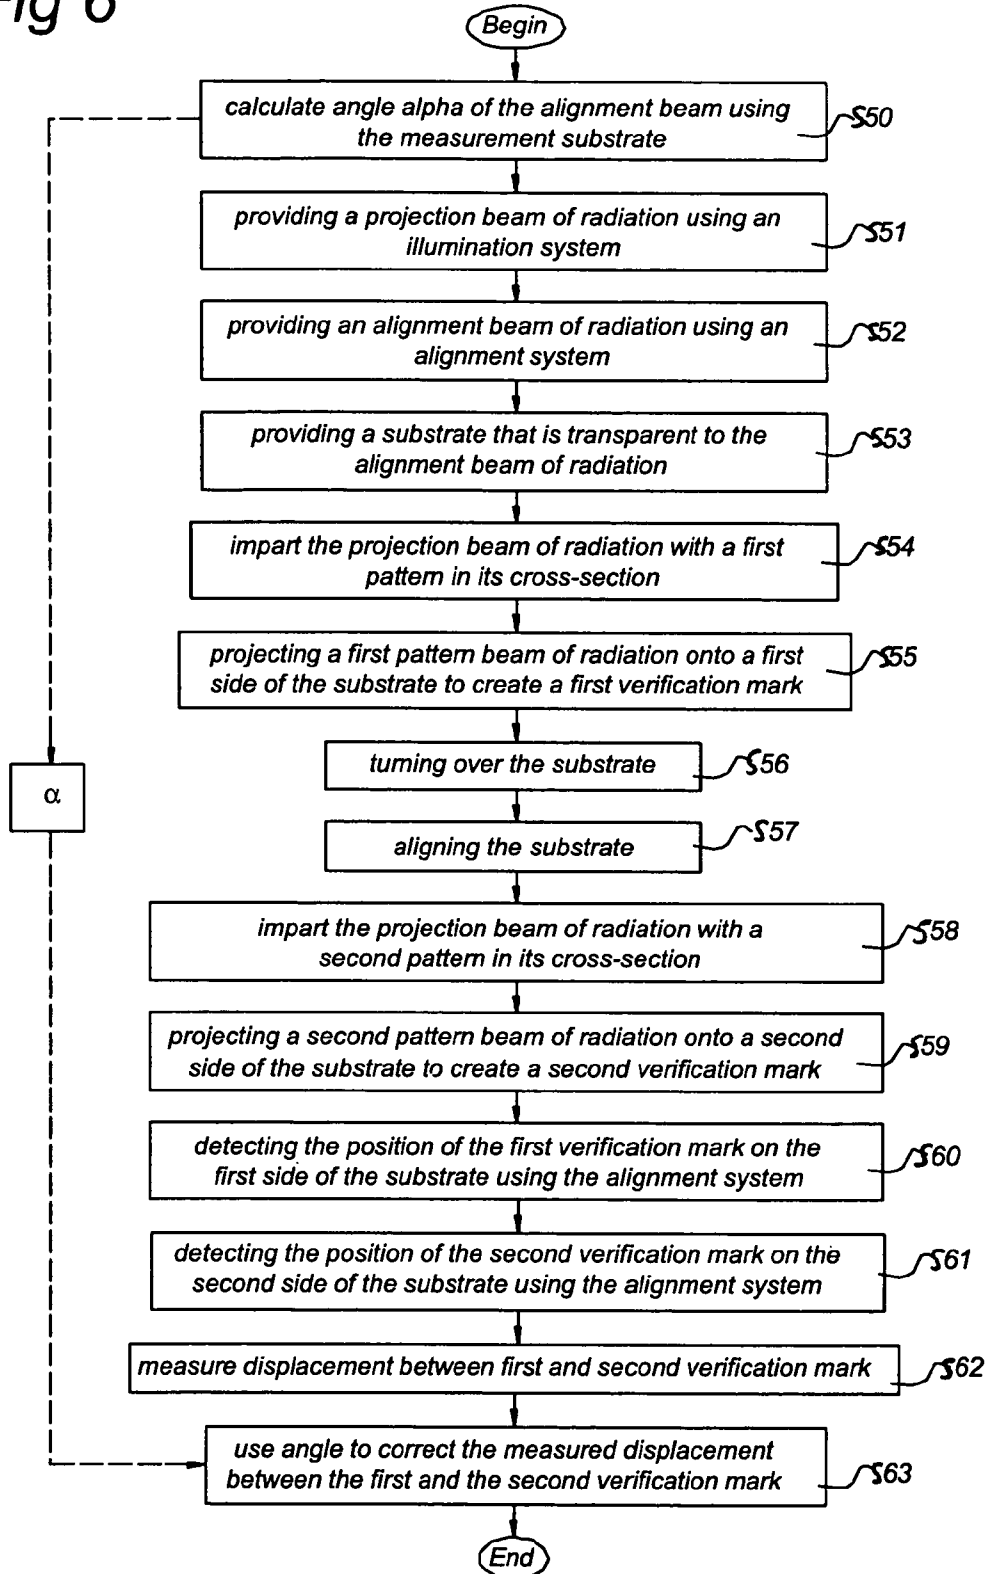 Fig 6
Begin
calculate angle alpha of the alignment beam using
the measurement substrate
S50
providing a projection beam of radiation using an
illumination system
S51
providing an alignment beam of radiation using an
alignment system
S52
providing a substrate that is transparent to the
alignment beam of radiation
S53
impart the projection beam of radiation with a first
pattern in its cross-section
S54
projecting a first pattern beam of radiation onto a first
side of the substrate to create a first verification mark
S55
turning over the substrate
S56
α
aligning the substrate
S57
impart the projection beam of radiation with a
second pattern in its cross-section
S58
projecting a second pattern beam of radiation onto a second
side of the substrate to create a second verification mark
S59
detecting the position of the first verification mark on the
first side of the substrate using the alignment system
S60
detecting the position of the second verification mark on the
second side of the substrate using the alignment system
S61
measure displacement between first and second verification mark
S62
use angle to correct the measured displacement
between the first and the second verification mark
S63
End